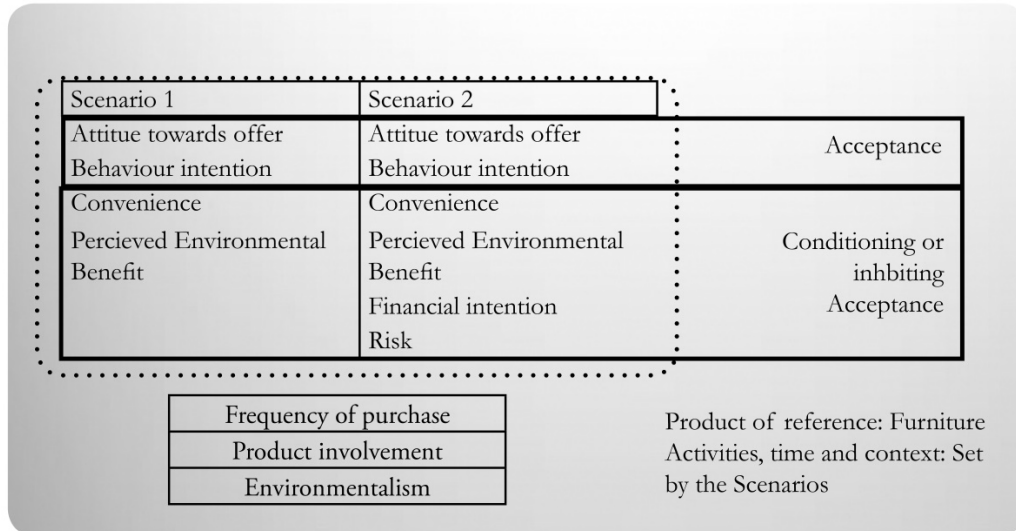 Scenario 1
Scenario 2
Attitue towards offer
Behaviour intention
Attitue towards offer
Behaviour intention
Acceptance
Convenience
Percieved Environmental
Benefit
Convenience
Percieved Environmental
Benefit
Financial intention
Risk
Conditioning or
inhbiting
Acceptance
Frequency of purchase
Product involvement
Environmentalism
Product of reference: Furniture
Activities, time and context: Set
by the Scenarios